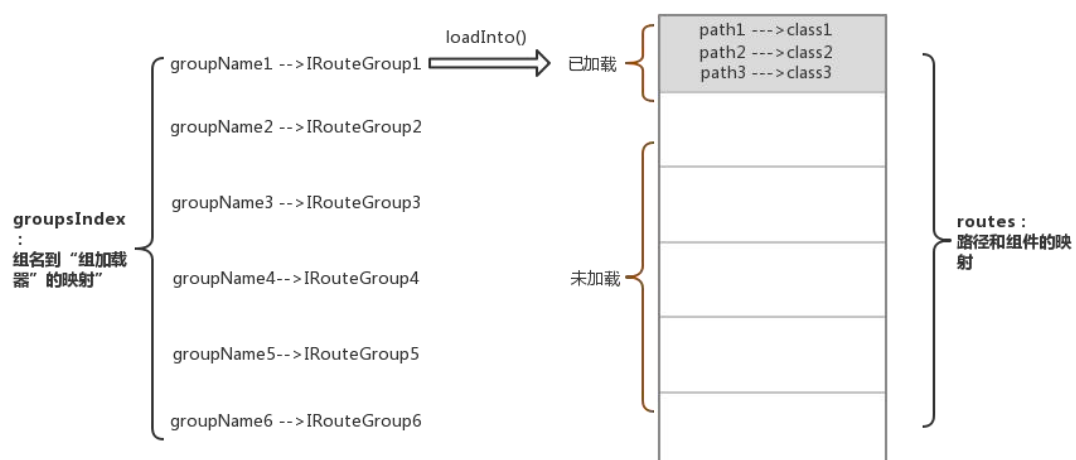 groupsIndex
：
组名到“组加载
器”的映射”
groupName1 -->IRouteGroup1
groupName2 -->IRouteGroup2
groupName3 -->IRouteGroup3
groupName4-->IRouteGroup4
groupName5-->IRouteGroup5
groupName6 -->IRouteGroup6
loadInto()
已加载
未加载
path1 --->class1
path2 --->class2
path3 --->class3
routes：
路径和组件的映
射